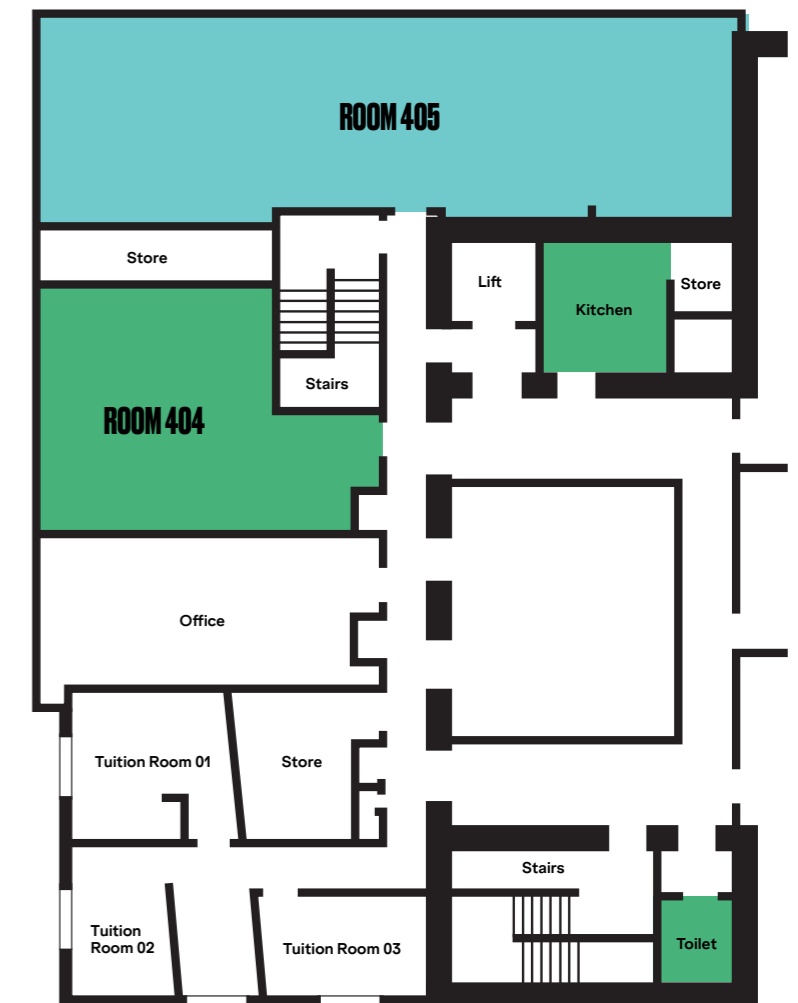 ROOM 405
Store
Lift
Store
Kitchen
Stairs
ROOM 404
Office
Tuition Room 01
Store
Stairs
Tuition
Room 02
Tuition Room 03
Toilet